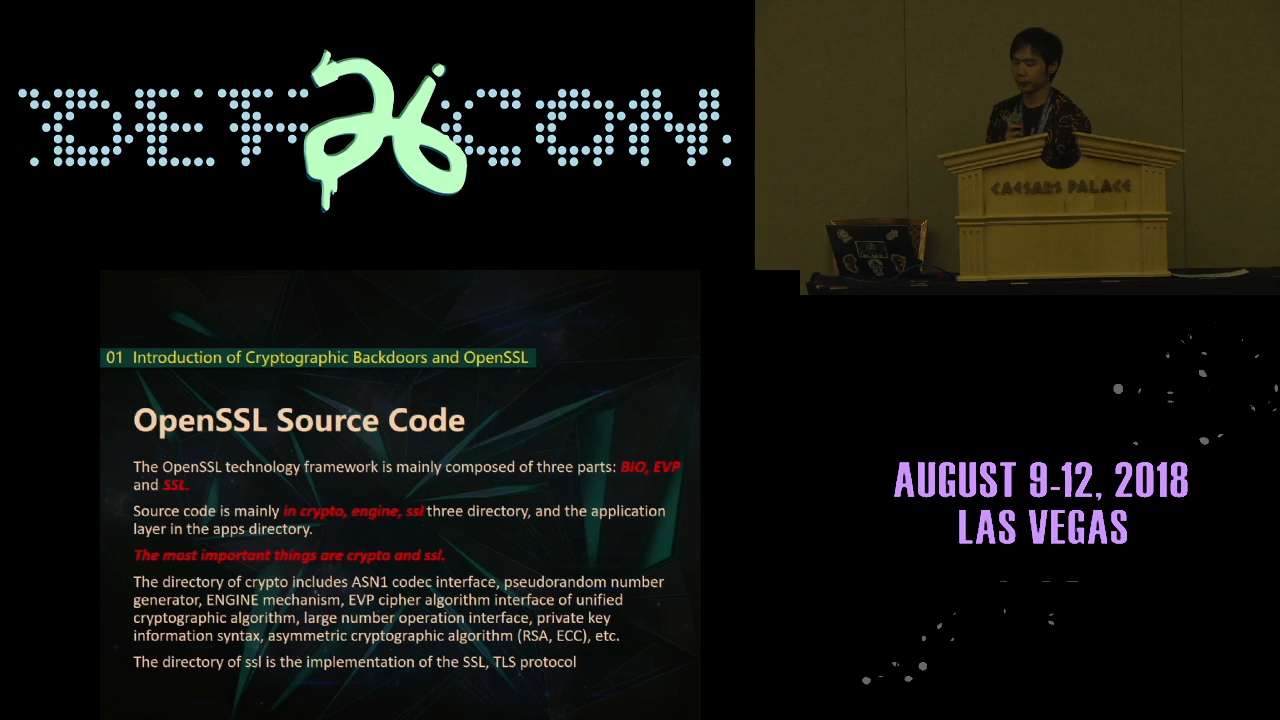 DEF 26 CON
CAESARS PALACE
01 Introduction of Cryptographic Backdoors and OpenSSL
OpenSSL Source Code
The OpenSSL technology framework is mainly composed of three parts: BIO, EVP
and SSL.
Source code is mainly in crypto, engine, ssl three directory, and the application
layer in the apps directory.
The most important things are crypto and ssl.
The directory of crypto includes ASN1 codec interface, pseudorandom number
generator, ENGINE mechanism, EVP cipher algorithm interface of unified
cryptographic algorithm, large number operation interface, private key
information syntax, asymmetric cryptographic algorithm (RSA, ECC), etc.
The directory of ssl is the implementation of the SSL, TLS protocol
AUGUST 9-12, 2018
LAS VEGAS